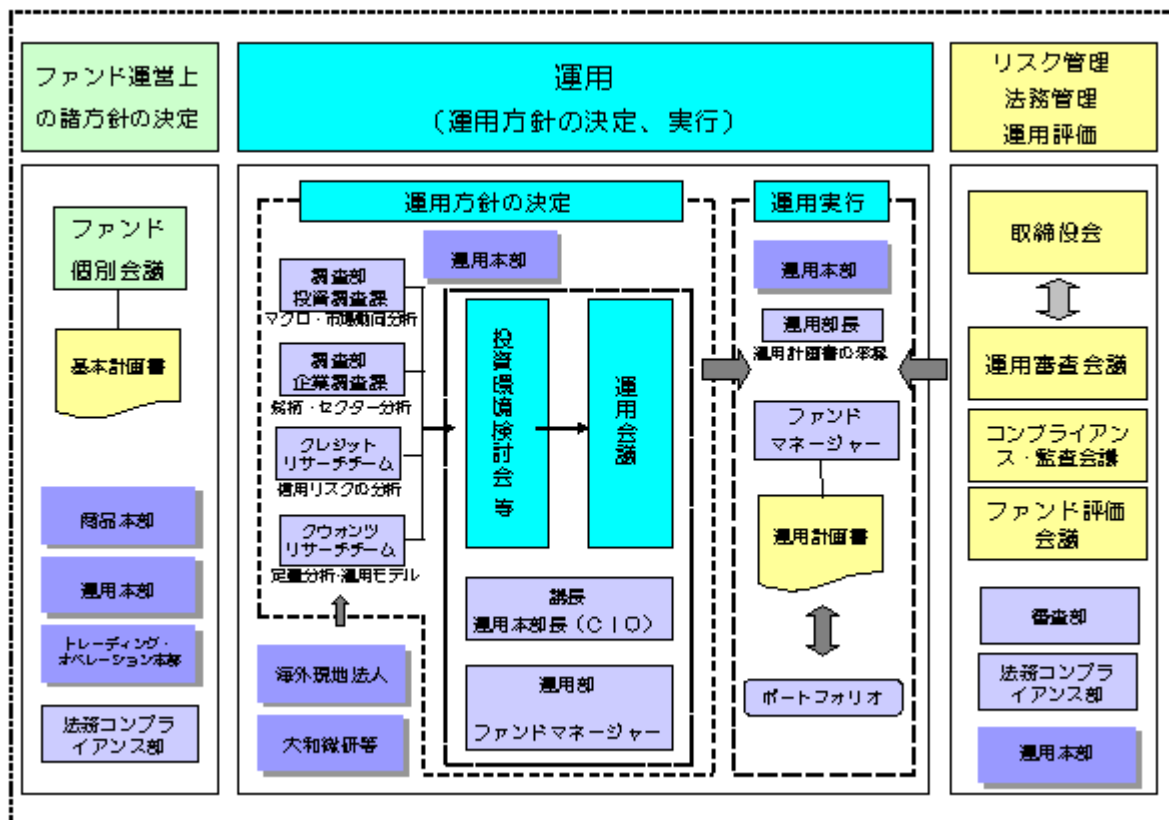 ファンド運営上
の諸方針の決定
運用
（運用方針の決定、実行）
リスク管理
法務管理
運用評価
ファンド
個別会議
基本計画書
商品本部
運用本部
トレーディング・
オペレーション本部
法務コンプラ
イアンス部
運用方針の決定
運用本部
調査部
投資調査課
マクロ・市場動向分析
調査部
企業調査課
銘柄・セクター分析
クレジット
リサーチチーム
信用リスクの分析
クウォンツ
リサーチチーム
定量分析・運用モデル
海外現地法人
大和総研等
投資環境検討会 等
運用会議
議長
運用本部長（ＣＩＯ）
運用部
ファンドマネージャー
運用実行
運用本部
運用部長
運用計画書の承認
ファンド
マネージャー
運用計画書
ポートフォリオ
取締役会
運用審査会議
コンプライアン
ス・監査会議
ファンド評価
会議
審査部
法務コンプラ
イアンス部
運用本部